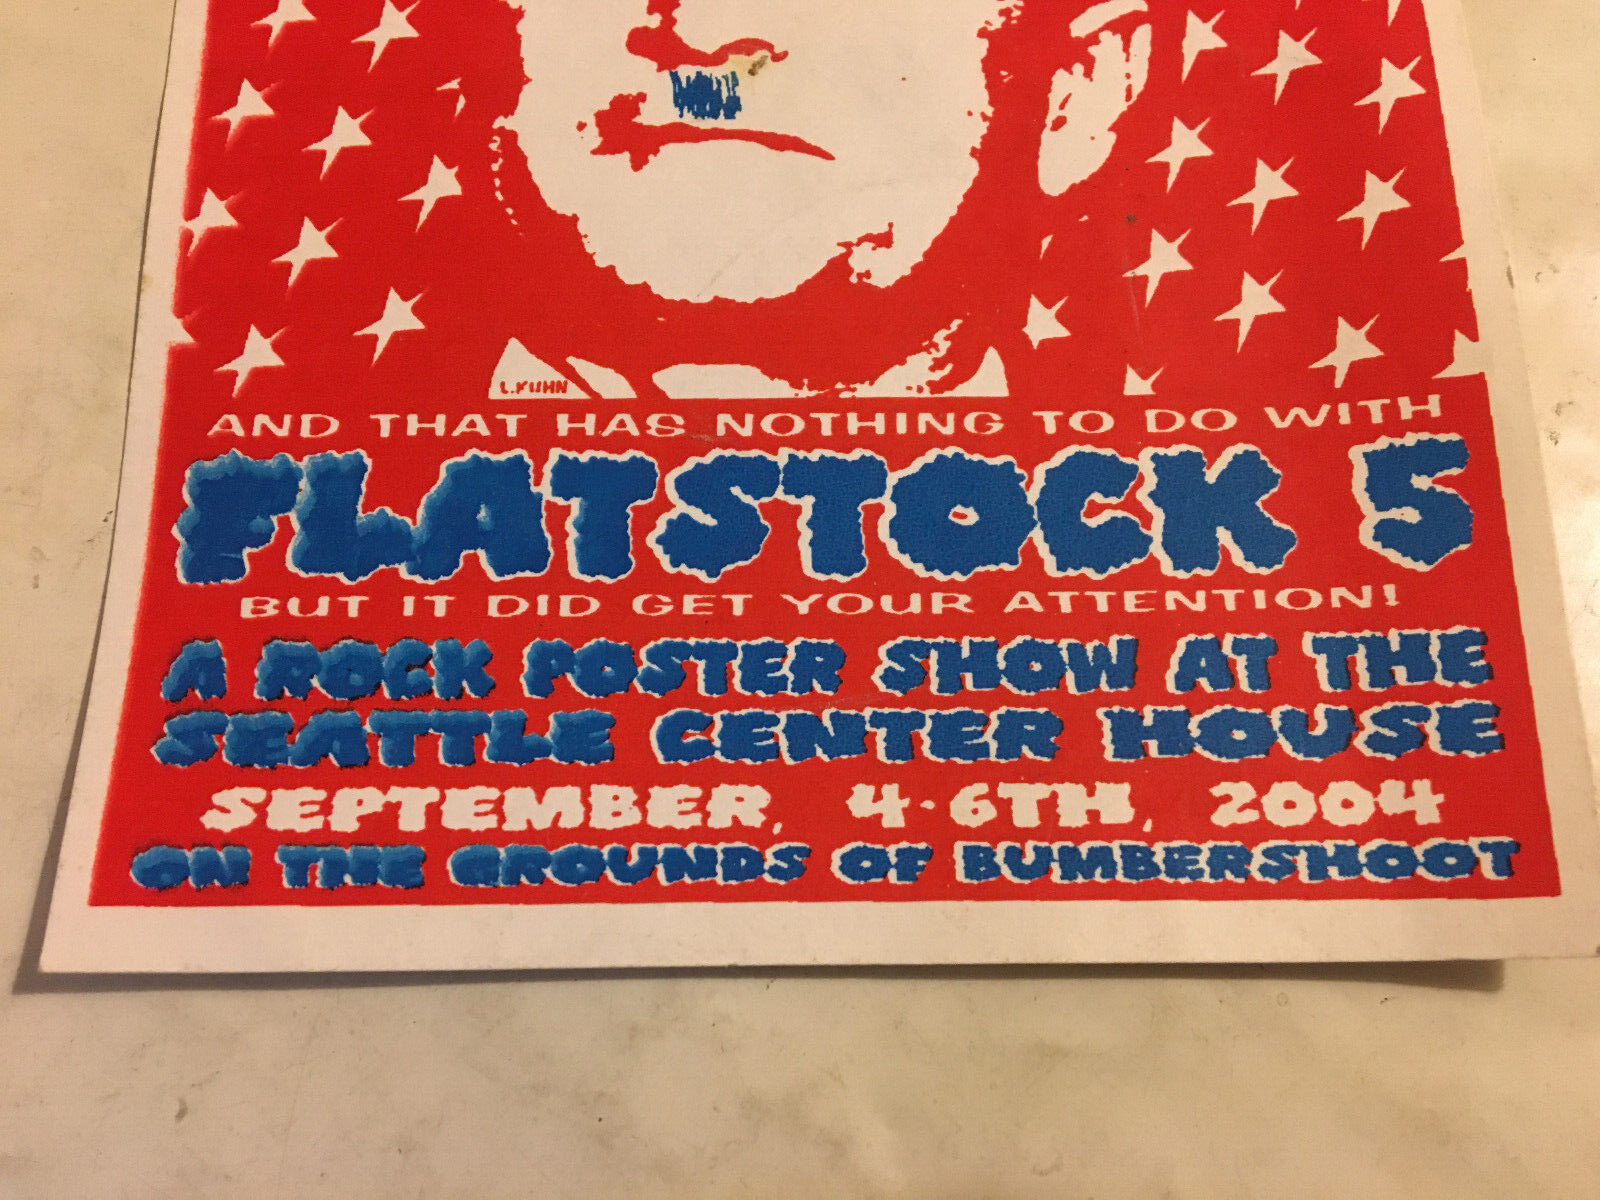 L.KUHN
AND THAT HAS NOTHING TO DO WITH
FLATSTOCK 5
BUT IT DID GET YOUR ATTENTION!
A ROCK POSTER SHOW AT THE
SEATTLE CENTER HOUSE
SEPTEMBER, 4-6TH, 2004
ON THE GROUNDS OF BUMBERSHOOT